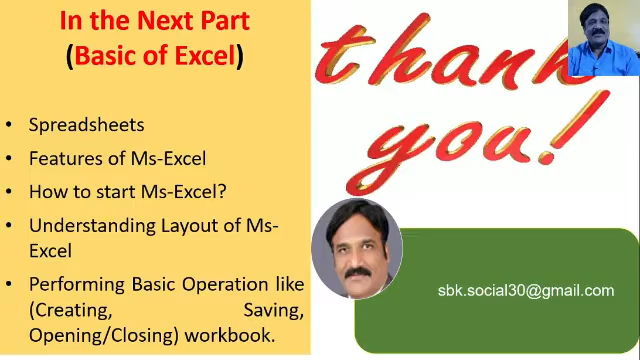 In the Next Part
(Basic of Excel)
• Spreadsheets
• Features of Ms-Excel
• How to start Ms-Excel?
• Understanding Layout of Ms-
Excel
• Performing Basic Operation like
(Creating, Saving,
Opening/Closing) workbook.
thank
you!
sbk.social30@gmail.com